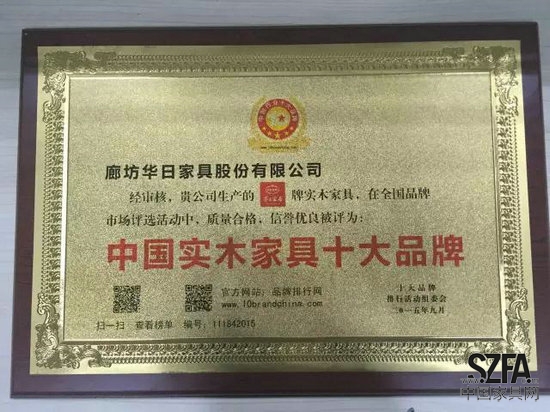 廊坊华日家具股份有限公司
经审核,贵公司生产的 牌实木家具,在全国品牌
市场评选活动中,质量合格,信誉优良被评为:
中国实木家具十大品牌
官方网站:品牌排行网
www.10brandchina.com
扫一扫 查看榜单 编号:111842015
十大品牌
排行活动组委会
二〇一五年九月
SZFA
中国家具网